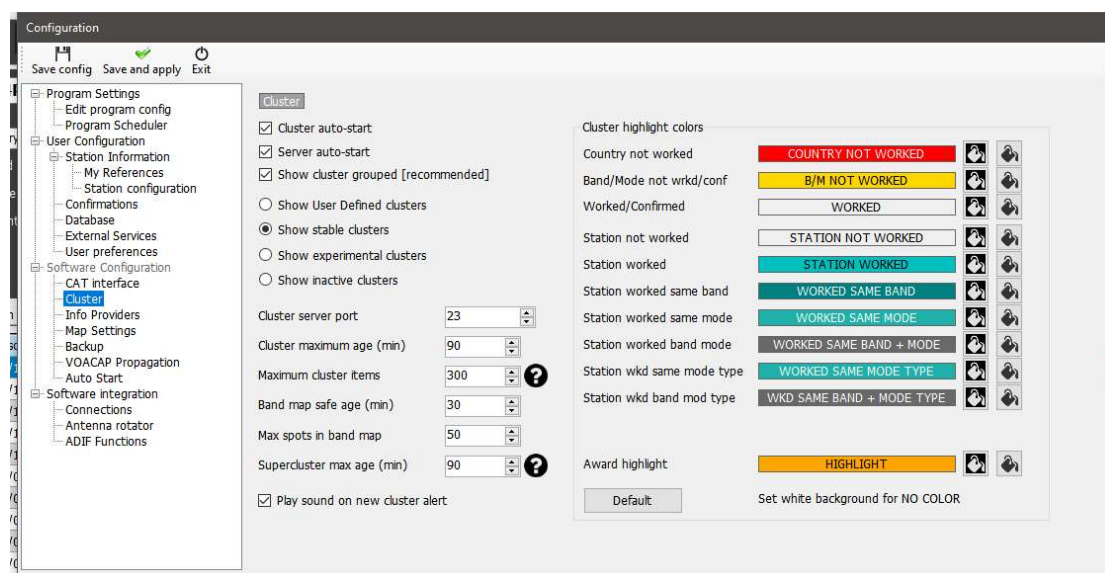 Configuration
Save config Save and apply Exit
Program Settings
Edit program config
Program Scheduler
User Configuration
Station Information
My References
Station configuration
Confirmations
Database
External Services
User preferences
Software Configuration
CAT interface
Cluster
Info Providers
Map Settings
Backup
VOACAP Propagation
Auto Start
Software integration
Connections
Antenna rotator
ADIF Functions
Cluster
Cluster auto-start
Server auto-start
Show cluster grouped [recommended]
Show User Defined clusters
Show stable clusters
Show experimental clusters
Show inactive clusters
Cluster server port 23
Cluster maximum age (min) 90
Maximum cluster items 300 ?
Band map safe age (min) 30
Max spots in band map 50
Supercluster max age (min) 90 ?
Play sound on new cluster alert
Cluster highlight colors
Country not worked COUNTRY NOT WORKED
Band/Mode not wrkd/conf B/M NOT WORKED
Worked/Confirmed WORKED
Station not worked STATION NOT WORKED
Station worked STATION WORKED
Station worked same band WORKED SAME BAND
Station worked same mode WORKED SAME MODE
Station worked band mode WORKED SAME BAND + MODE
Station wkd same mode type WORKED SAME MODE TYPE
Station wkd band mod type WKD SAME BAND + MODE TYPE
Award highlight HIGHLIGHT
Default Set white background for NO COLOR